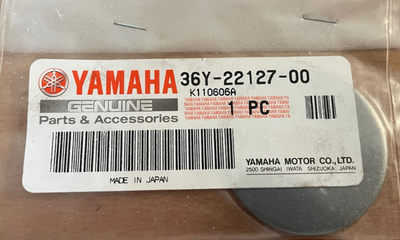 YAMAHA 36Y-22127-00
K110606A
GENUINE
1 PC
Parts & Accessories
YAMAHA MOTOR CO.,LTD.
2500 SHINGAI IWATA SHIZUOKA, JAPAN
MADE IN JAPAN